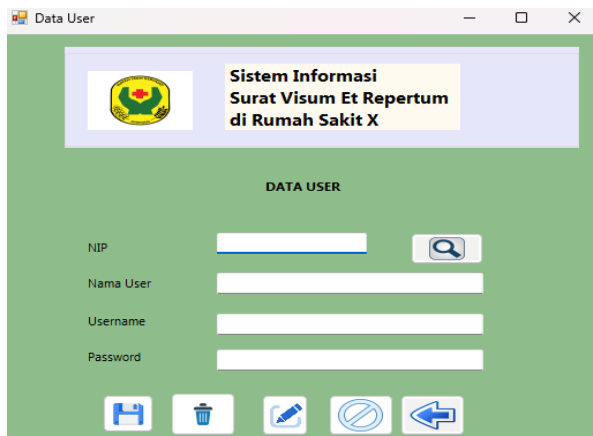 Data User
Sistem Informasi
Surat Visum Et Repertum
di Rumah Sakit X
DATA USER
NIP
Nama User
Username
Password